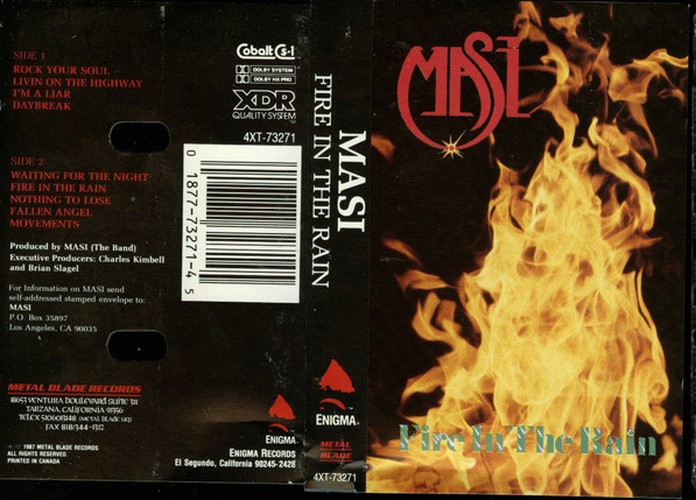 SIDE 1
ROCK YOUR SOUL
LIVIN ON THE HIGHWAY
I'M A LIAR
DAYBREAK
SIDE 2
WAITING FOR THE NIGHT
FIRE IN THE RAIN
NOTHING TO LOSE
FALLEN ANGEL
MOVEMENTS
Produced by MASI (The Band)
Executive Producers: Charles Kimbell
and Brian Slagel
For Information on MASI send
self-addressed stamped envelope to:
MASI
P.O. Box 35897
Los Angeles, CA 90035
METAL BLADE RECORDS
18653 VENTURA BOULEVARD SUITE 311
TARZANA, CALIFORNIA 91356
(METAL BLADE UQ)
FAX 818/344-1312
1987 METAL BLADE RECORDS
ALL RIGHTS RESERVED.
PRINTED IN CANADA
Cobalt Cs-1
DOLBY SYSTEM
DOLBY HX PRO
XDR
QUALITY SYSTEM
4XT-73271
0 1877-73271-4 5
ENIGMA
ENIGMA RECORDS
El Segundo, California 90245-2428
MASI
FIRE IN THE RAIN
ENIGMA
METAL
BLADE
4XT-73271
MASI
Fire In The Rain